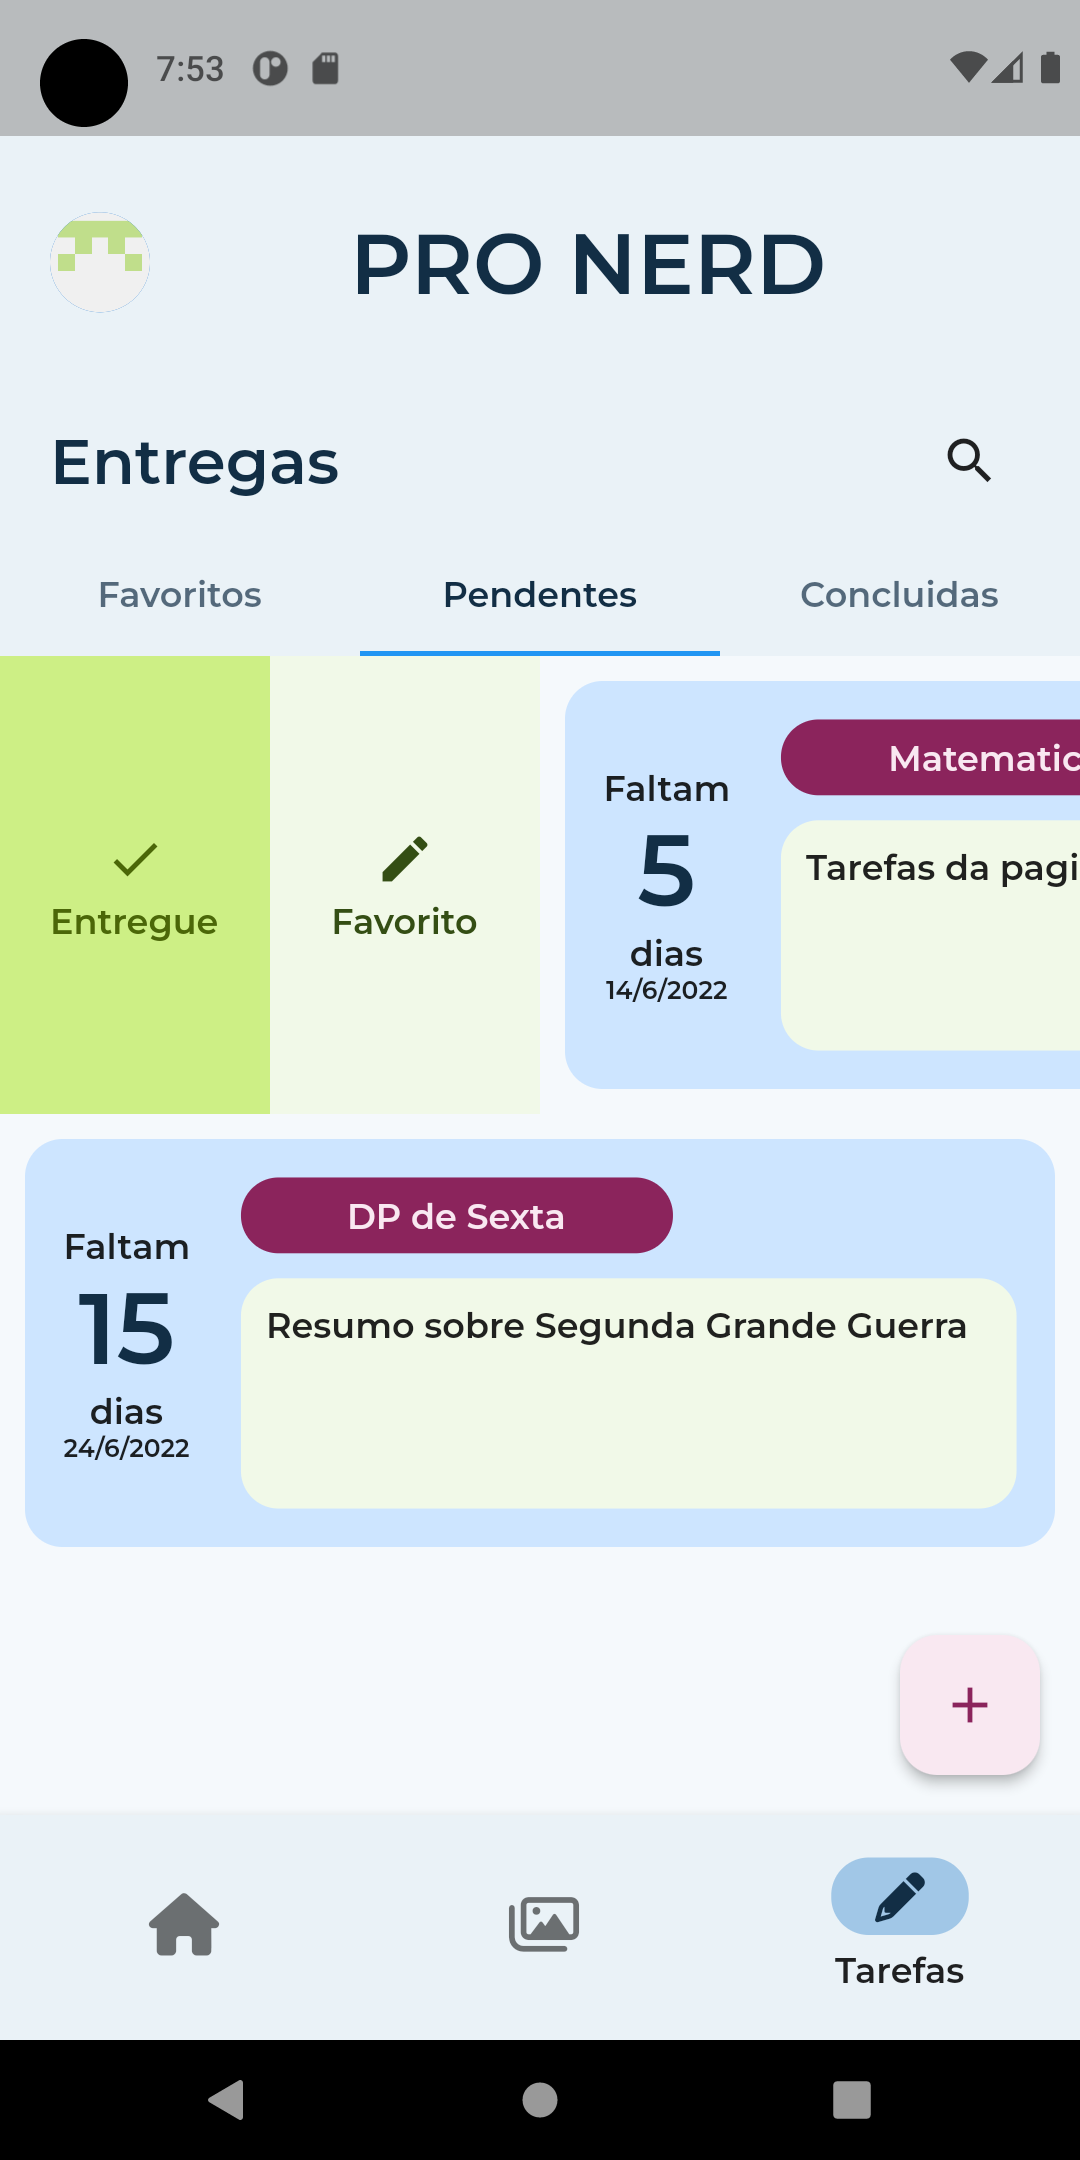 7:53
PRO NERD
Entregas
Favoritos
Pendentes
Concluidas
Entregue
Favorito
Faltam
5
dias
14/6/2022
Matematic
Tarefas da pagi
Faltam
15
dias
24/6/2022
DP de Sexta
Resumo sobre Segunda Grande Guerra
Tarefas